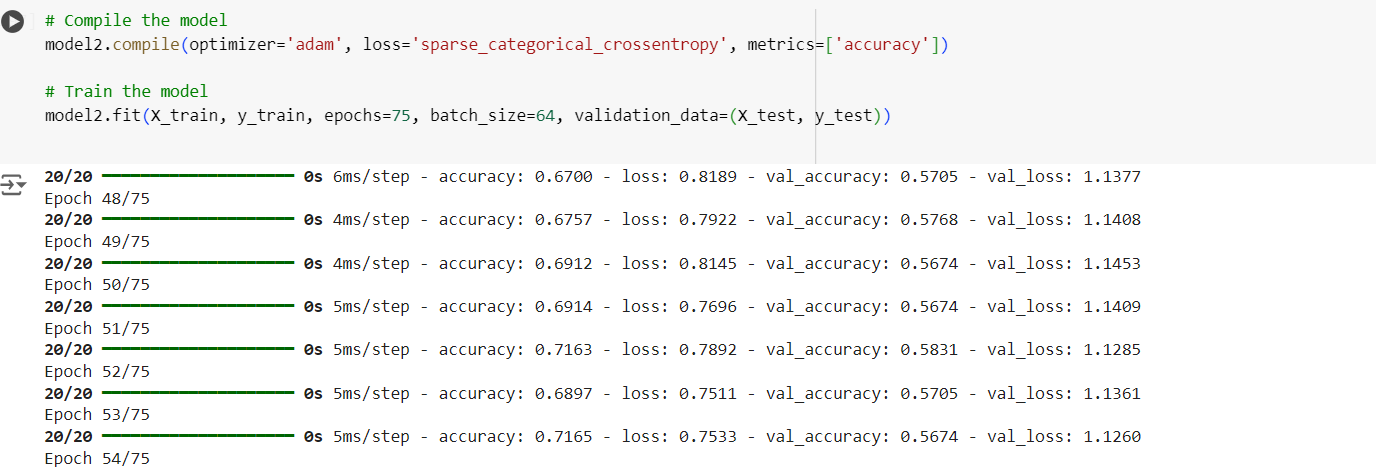 # Compile the model
model2.compile(optimizer='adam', loss='sparse_categorical_crossentropy', metrics=['accuracy'])
# Train the model
model2.fit(X_train, y_train, epochs=75, batch_size=64, validation_data=(X_test, y_test))
20/20 0s 6ms/step - accuracy: 0.6700 - loss: 0.8189 - val_accuracy: 0.5705 - val_loss: 1.1377
Epoch 48/75
20/20 0s 4ms/step - accuracy: 0.6757 - loss: 0.7922 - val_accuracy: 0.5768 - val_loss: 1.1408
Epoch 49/75
20/20 0s 4ms/step - accuracy: 0.6912 - loss: 0.8145 - val_accuracy: 0.5674 - val_loss: 1.1453
Epoch 50/75
20/20 0s 5ms/step - accuracy: 0.6914 - loss: 0.7696 - val_accuracy: 0.5674 - val_loss: 1.1409
Epoch 51/75
20/20 0s 5ms/step - accuracy: 0.7163 - loss: 0.7892 - val_accuracy: 0.5831 - val_loss: 1.1285
Epoch 52/75
20/20 0s 5ms/step - accuracy: 0.6897 - loss: 0.7511 - val_accuracy: 0.5705 - val_loss: 1.1361
Epoch 53/75
20/20 0s 5ms/step - accuracy: 0.7165 - loss: 0.7533 - val_accuracy: 0.5674 - val_loss: 1.1260
Epoch 54/75